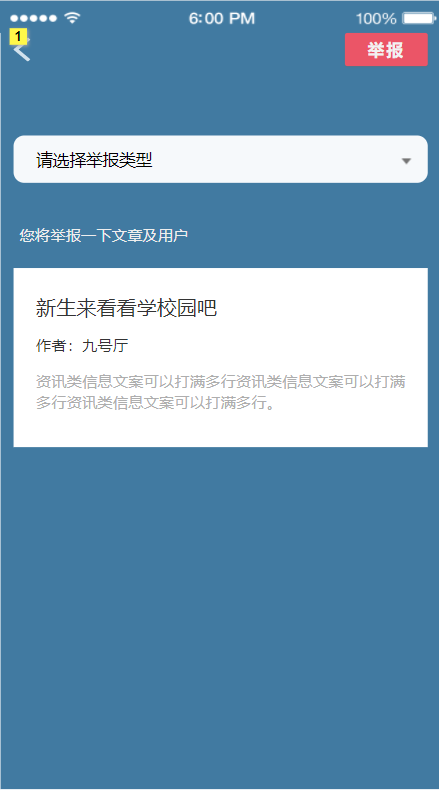 6:00 PM
100%
1
举报
请选择举报类型
您将举报一下文章及用户
新生来看看学校园吧
作者：九号厅
资讯类信息文案可以打满多行资讯类信息文案可以打满
多行资讯类信息文案可以打满多行。